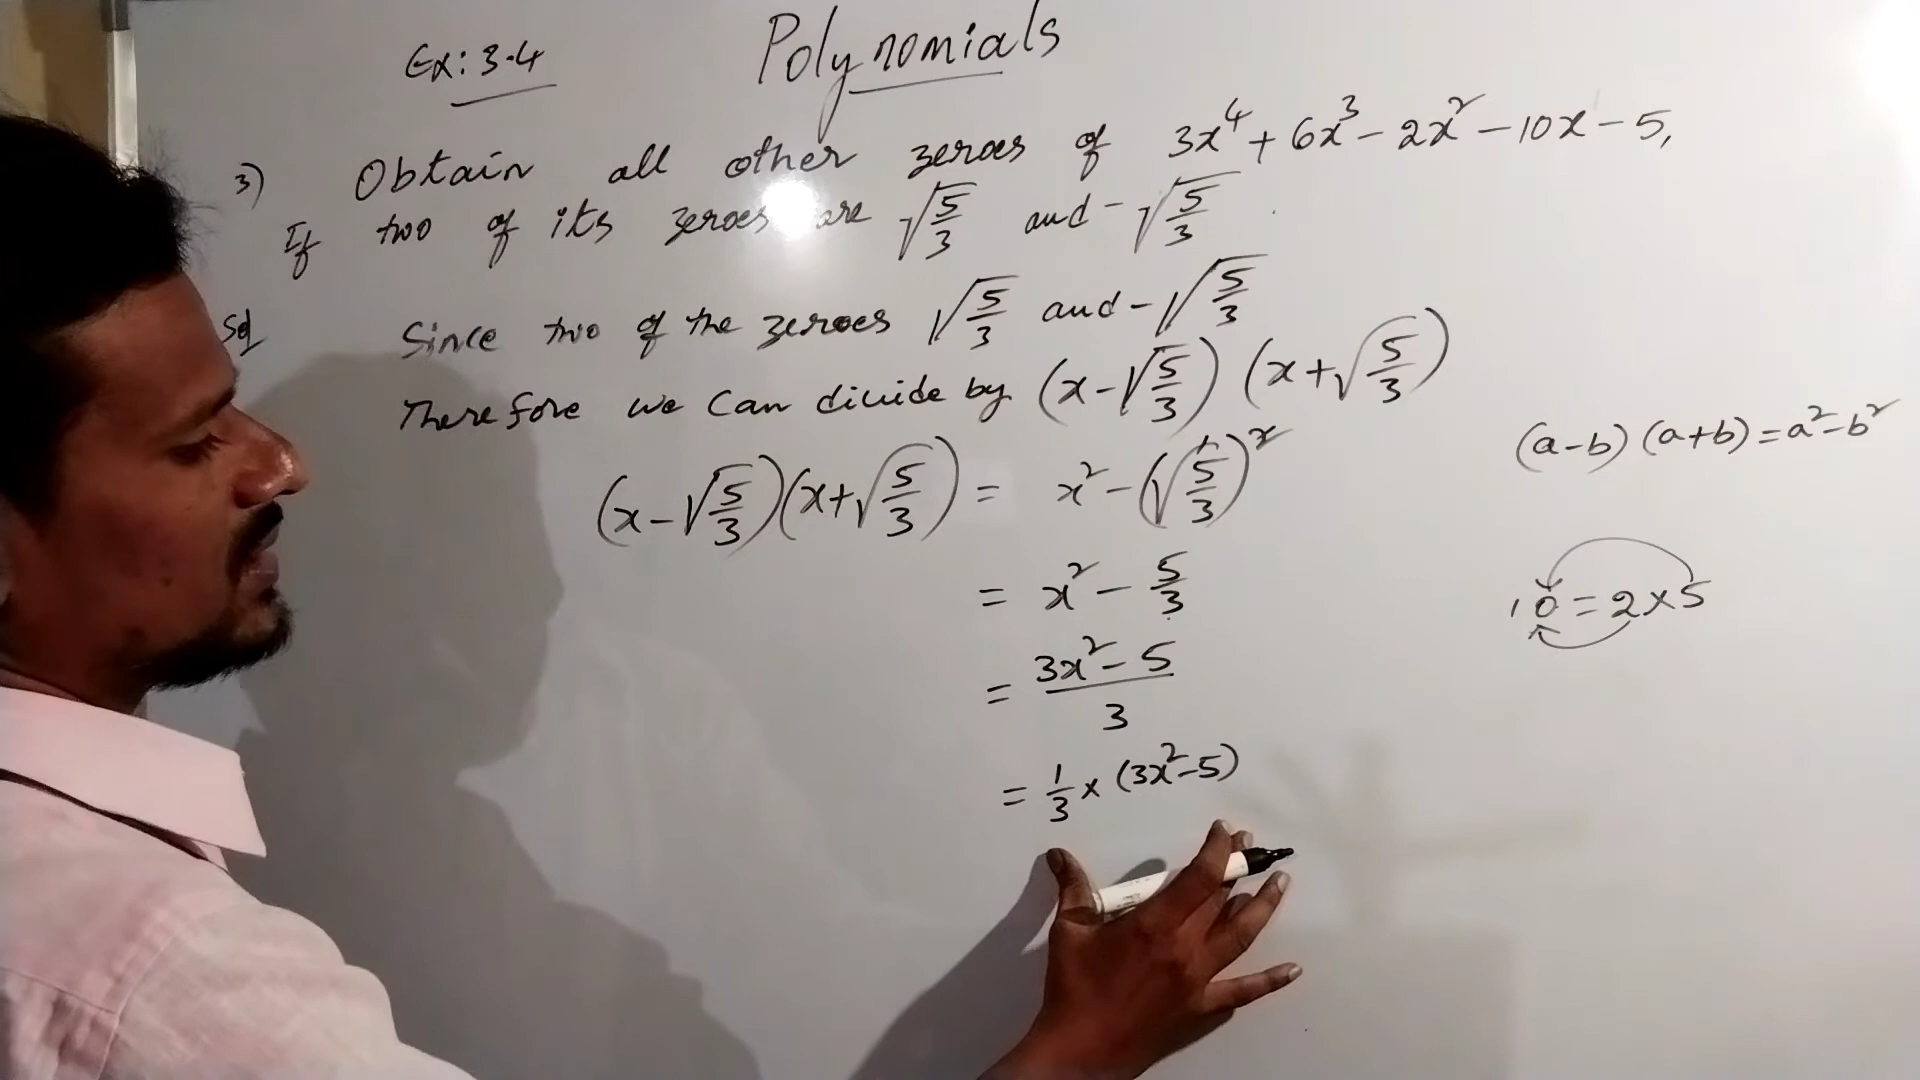 Ex: 3.4
Polynomials
3) Obtain all other zeroes of 3x⁴ + 6x³ - 2x² - 10x - 5,
If two of its zeroes are √5/3 and -√5/3
Sol Since two of the zeroes √5/3 and -√5/3
Therefore we can divide by (x-√5/3) (x+√5/3)
(a-b) (a+b) = a²-b²
(x-√5/3)(x+√5/3) = x² - (√5/3)²
= x² - 5/3
10 = 2×5
= 3x² - 5 / 3
= 1/3 × (3x²-5)